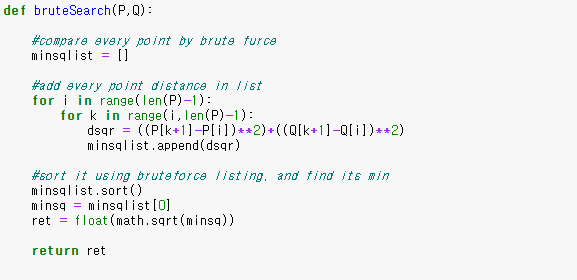 def bruteSearch(P,Q):
#compare every point by brute furce
minsqlist = []
#add every point distance in list
for i in range(len(P)-1):
for k in range(i,len(P)-1):
dsqr = ((P[k+1]-P[i])**2)+((Q[k+1]-Q[i])**2)
minsqlist.append(dsqr)
#sort it using bruteforce listing, and find its min
minsqlist.sort()
minsq = minsqlist[0]
ret = float(math.sqrt(minsq))
return ret